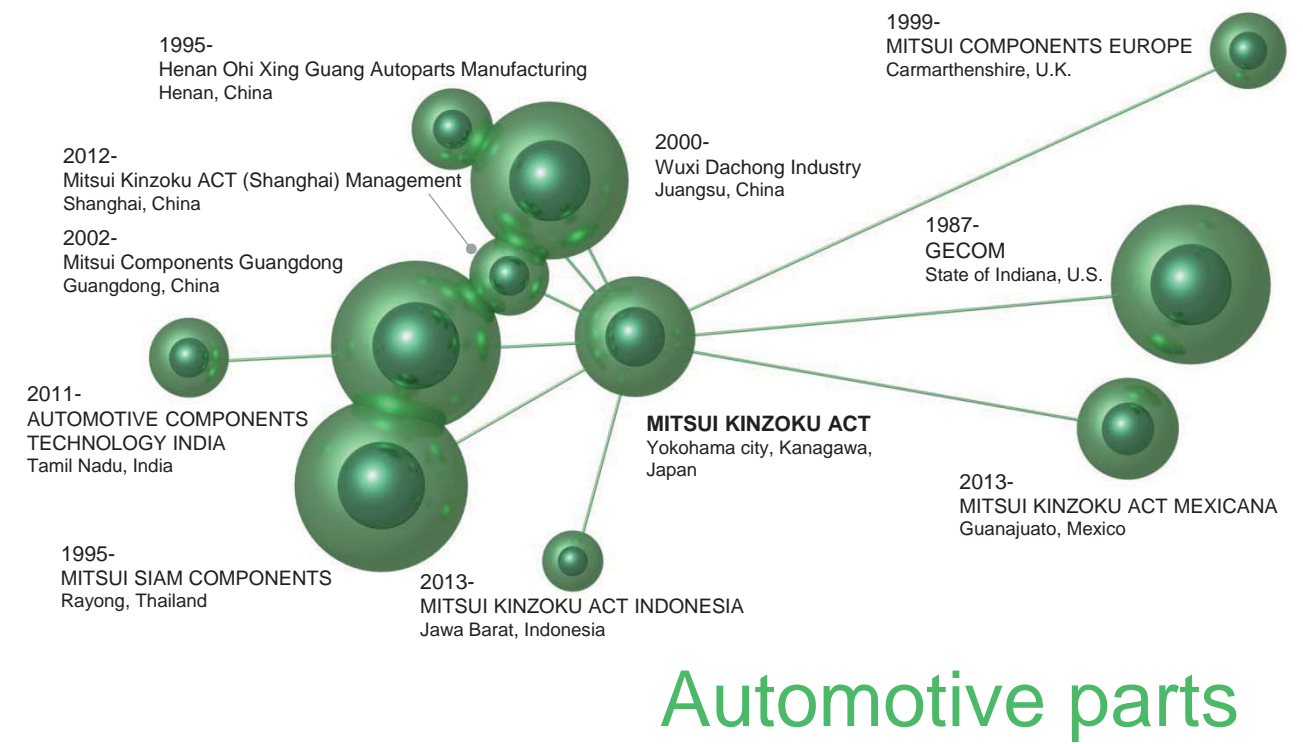 1995-
Henan Ohi Xing Guang Autoparts Manufacturing
Henan, China
1999-
MITSUI COMPONENTS EUROPE
Carmarthenshire, U.K.
2012-
Mitsui Kinzoku ACT (Shanghai) Management
Shanghai, China
2000-
Wuxi Dachong Industry
Juangsu, China
2002-
Mitsui Components Guangdong
Guangdong, China
1987-
GECOM
State of Indiana, U.S.
2011-
AUTOMOTIVE COMPONENTS
TECHNOLOGY INDIA
Tamil Nadu, India
MITSUI KINZOKU ACT
Yokohama city, Kanagawa,
Japan
2013-
MITSUI KINZOKU ACT MEXICANA
Guanajuato, Mexico
1995-
MITSUI SIAM COMPONENTS
Rayong, Thailand
2013-
MITSUI KINZOKU ACT INDONESIA
Jawa Barat, Indonesia
Automotive parts